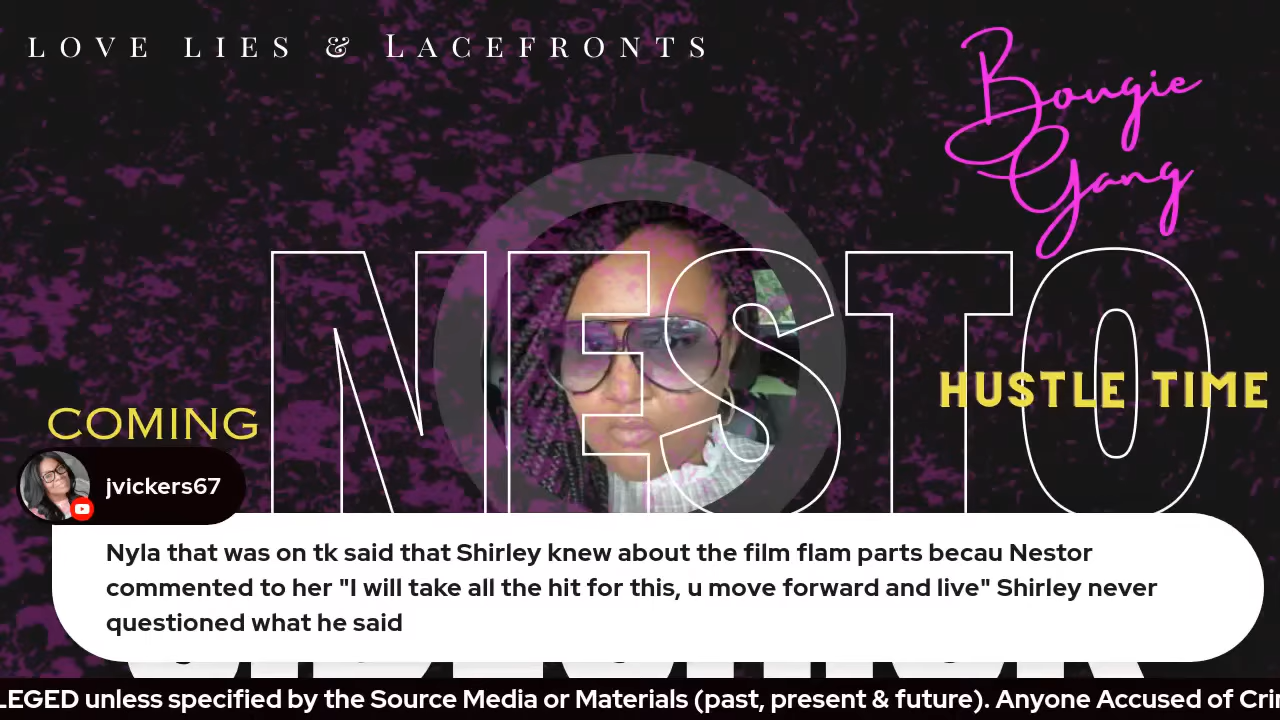 LOVE LIES & LACEFRONTS
Bougie
Gang
NESTO
HUSTLE TIME
COMING
jvickers67
Nyla that was on tk said that Shirley knew about the film flam parts becau Nestor
commented to her "I will take all the hit for this, u move forward and live" Shirley never
questioned what he said
EGED unless specified by the Source Media or Materials (past, present & future). Anyone Accused of Cri